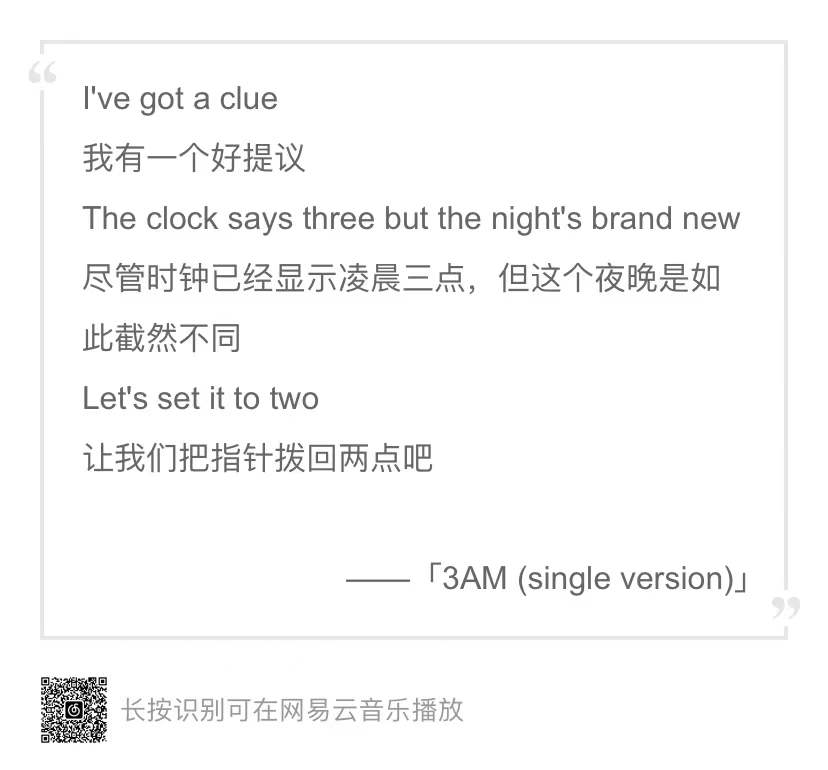 I've got a clue
我有一个好提议
The clock says three but the night's brand new
尽管时钟已经显示凌晨三点，但这个夜晚是如
此截然不同
Let's set it to two
让我们把指针拨回两点吧
——「3AM (single version)」
长按识别可在网易云音乐播放